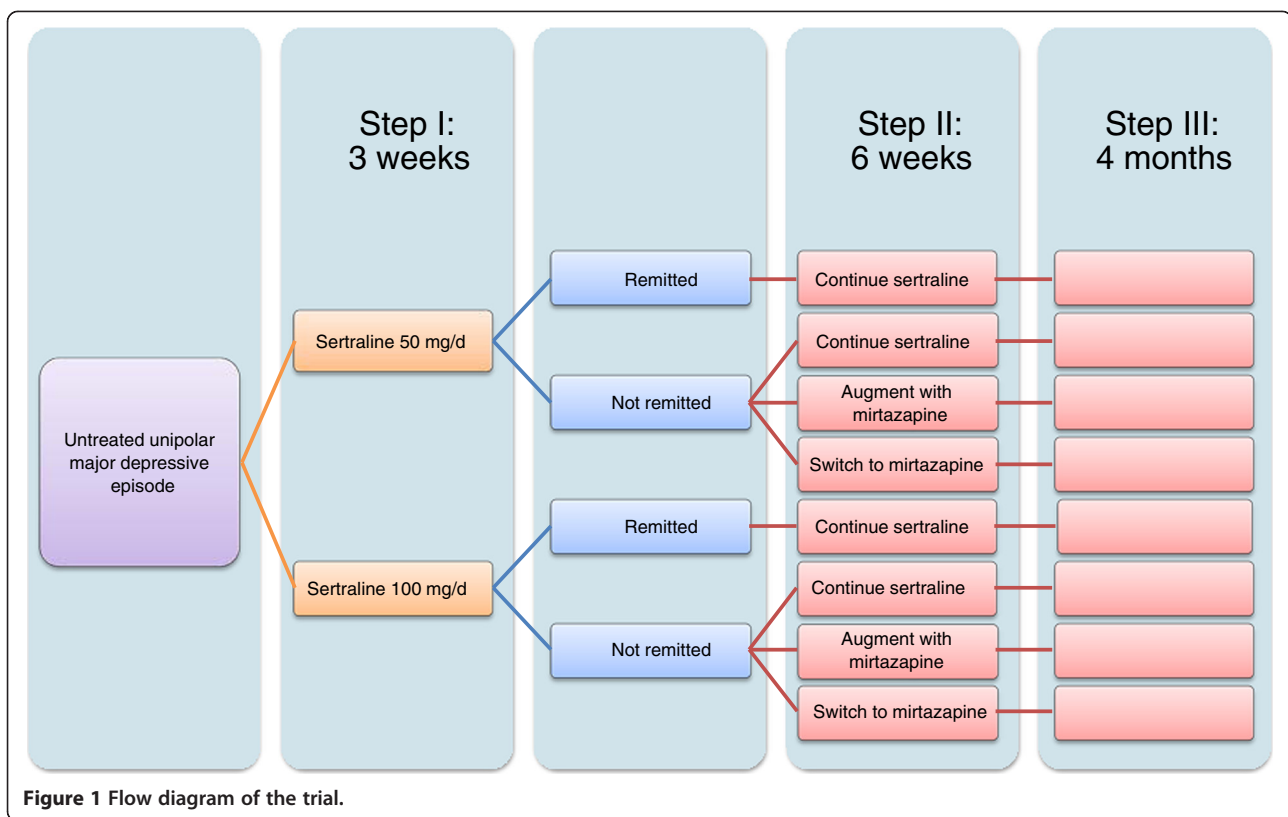 Step I:
3 weeks
Step II:
6 weeks
Step III:
4 months
Untreated unipolar
major depressive
episode
Sertraline 50 mg/d
Remitted
Continue sertraline
Not remitted
Continue sertraline
Augment with
mirtazapine
Switch to mirtazapine
Sertraline 100 mg/d
Remitted
Continue sertraline
Not remitted
Continue sertraline
Augment with
mirtazapine
Switch to mirtazapine
Figure 1 Flow diagram of the trial.